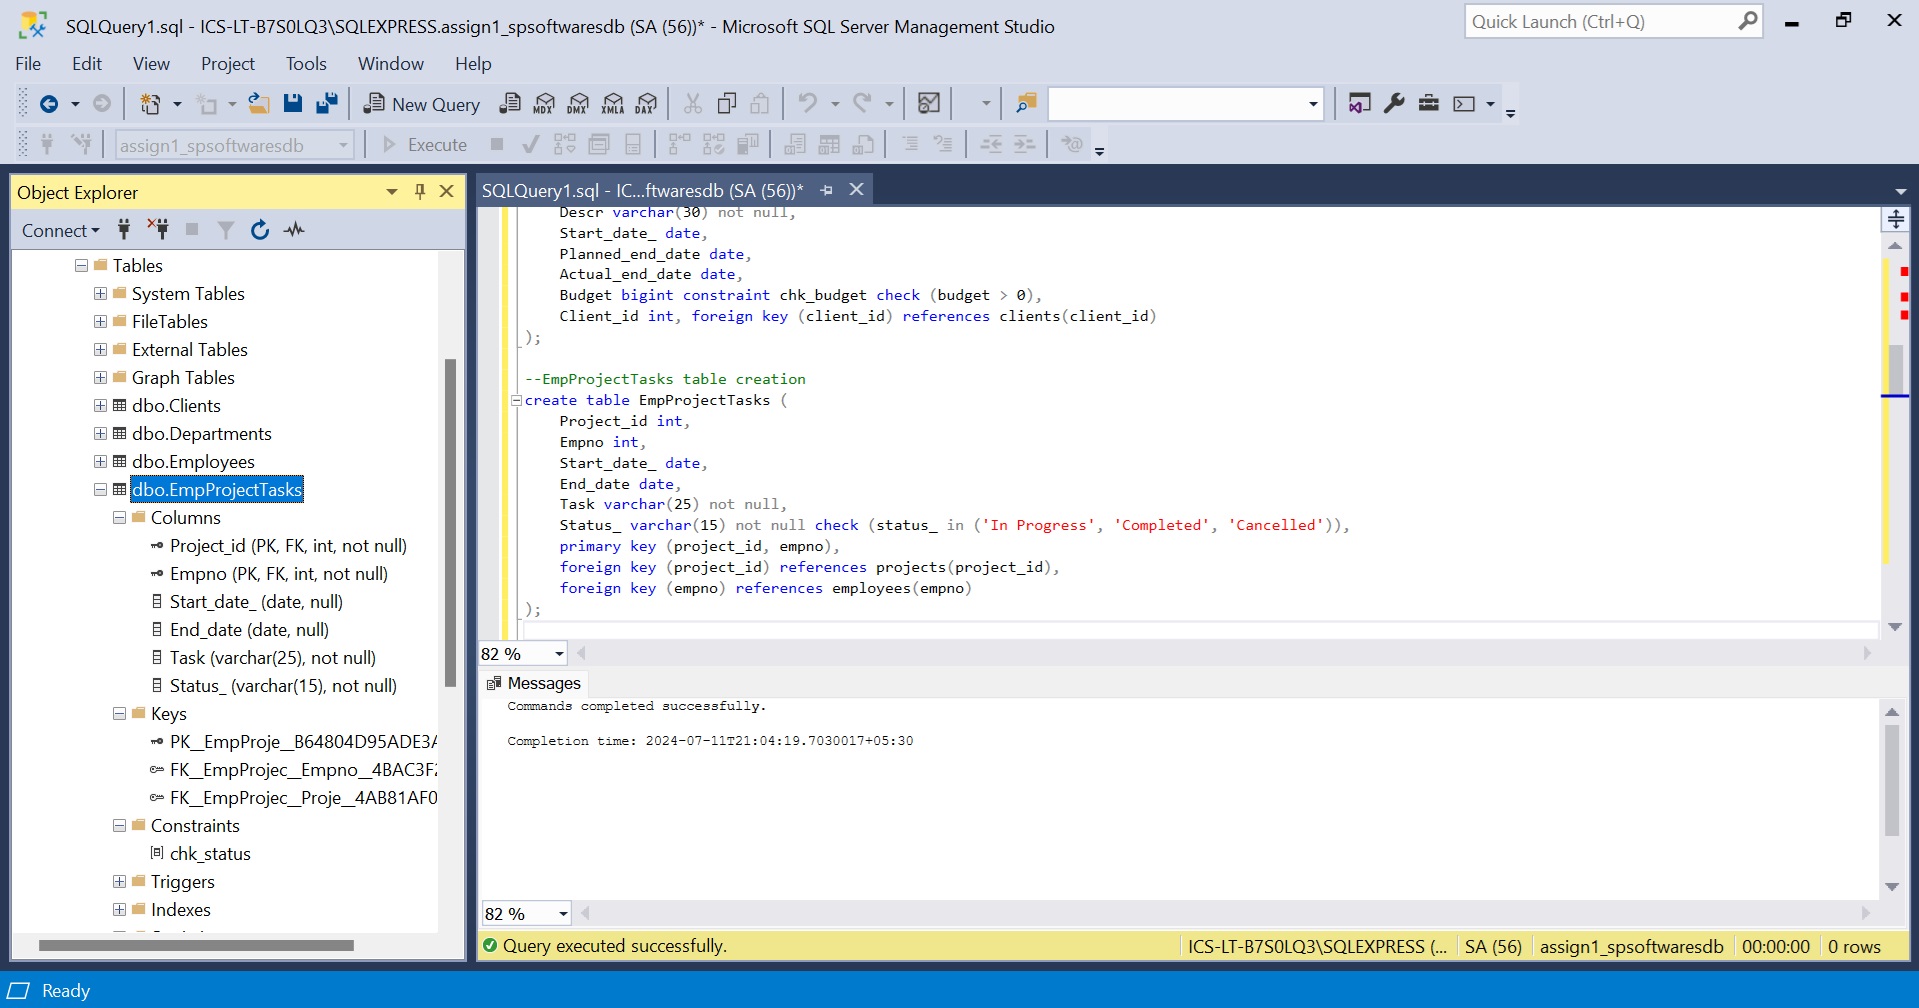 SQLQuery1.sql - ICS-LT-B7S0LQ3\SQLEXPRESS.assign1_spsoftwaresdb (SA (56))* - Microsoft SQL Server Management Studio
Quick Launch (Ctrl+Q)
File Edit View Project Tools Window Help
New Query MDX DMX XMLA DAX
assign1_spsoftwaresdb Execute
Object Explorer
Connect
Tables
System Tables
FileTables
External Tables
Graph Tables
dbo.Clients
dbo.Departments
dbo.Employees
dbo.EmpProjectTasks
Columns
Project_id (PK, FK, int, not null)
Empno (PK, FK, int, not null)
Start_date_ (date, null)
End_date (date, null)
Task (varchar(25), not null)
Status_ (varchar(15), not null)
Keys
PK__EmpProje__B64804D95ADE3A
FK__EmpProjec__Empno__4BAC3F2
FK__EmpProjec__Proje__4AB81AF0
Constraints
chk_status
Triggers
Indexes
SQLQuery1.sql - IC...ftwaresdb (SA (56))*
Descr varchar(30) not null,
Start_date_ date,
Planned_end_date date,
Actual_end_date date,
Budget bigint constraint chk_budget check (budget > 0),
Client_id int, foreign key (client_id) references clients(client_id)
);
--EmpProjectTasks table creation
create table EmpProjectTasks (
Project_id int,
Empno int,
Start_date_ date,
End_date date,
Task varchar(25) not null,
Status_ varchar(15) not null check (status_ in ('In Progress', 'Completed', 'Cancelled')),
primary key (project_id, empno),
foreign key (project_id) references projects(project_id),
foreign key (empno) references employees(empno)
);
82 %
Messages
Commands completed successfully.
Completion time: 2024-07-11T21:04:19.7030017+05:30
82 %
Query executed successfully. ICS-LT-B7S0LQ3\SQLEXPRESS (... SA (56) assign1_spsoftwaresdb 00:00:00 0 rows
Ready